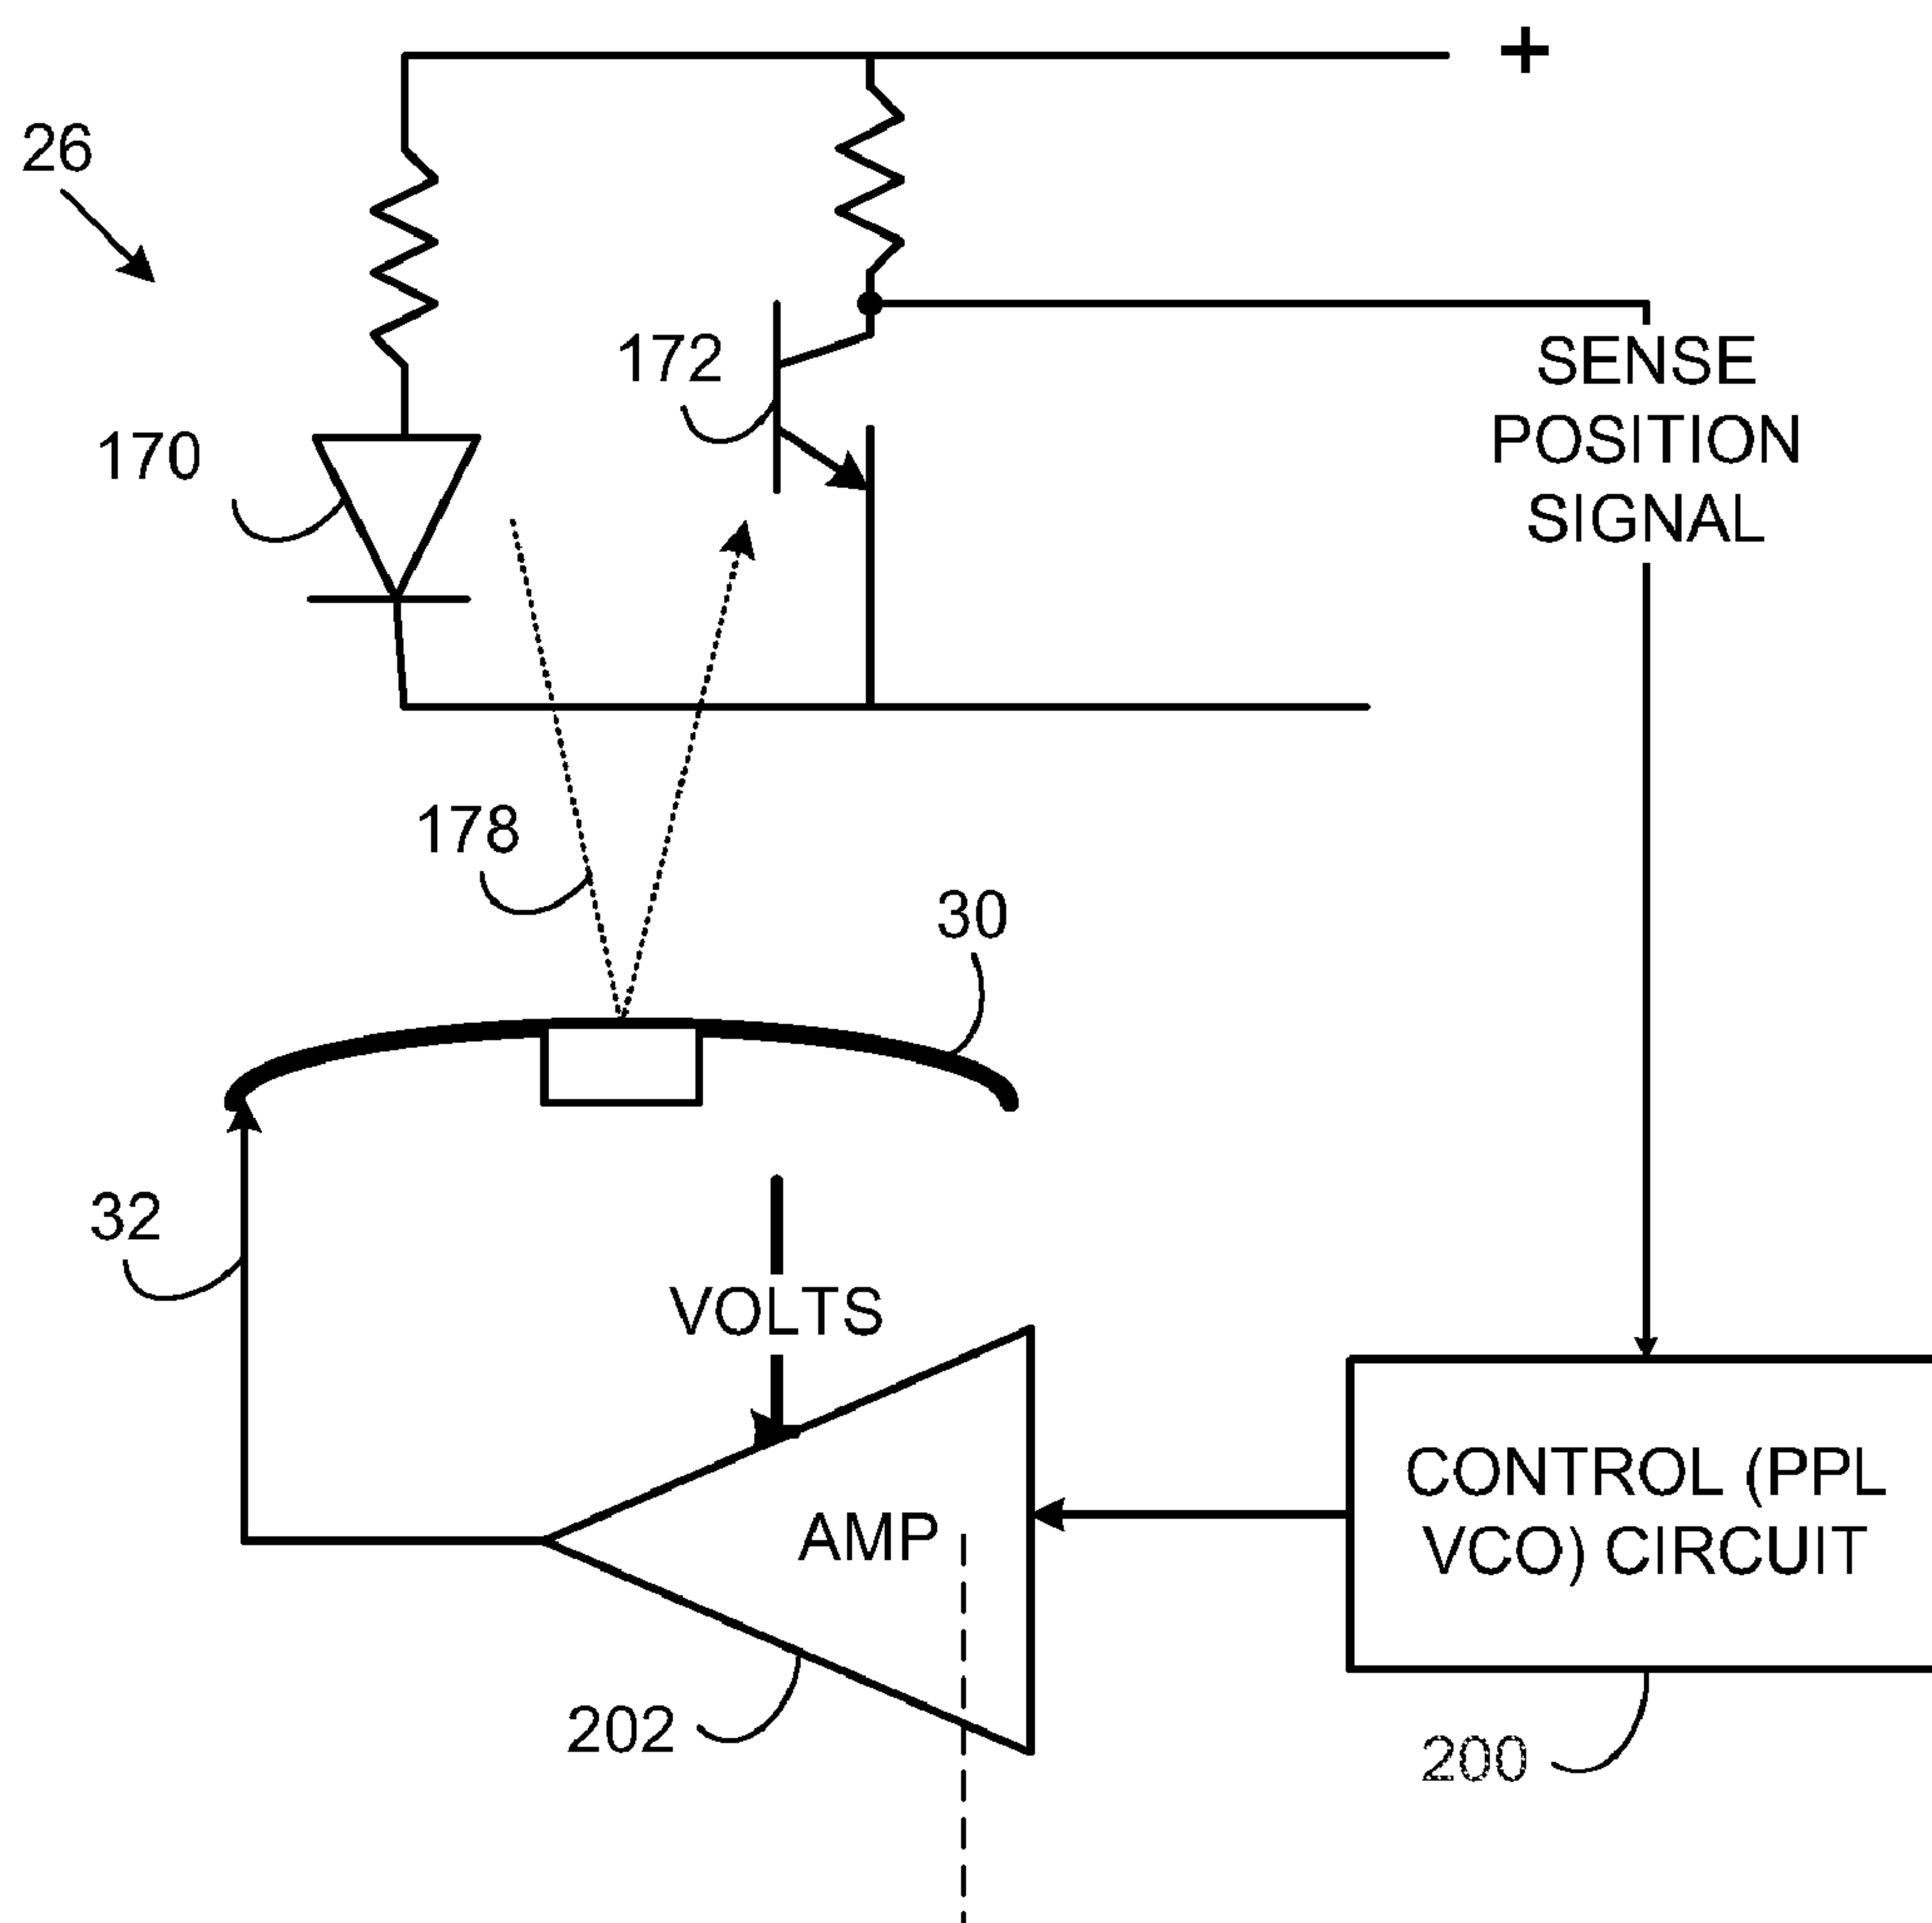 +
26
172
SENSE
POSITION
SIGNAL
170
178
30
32
VOLTS
AMP
CONTROL (PPL
VCO) CIRCUIT
202
200